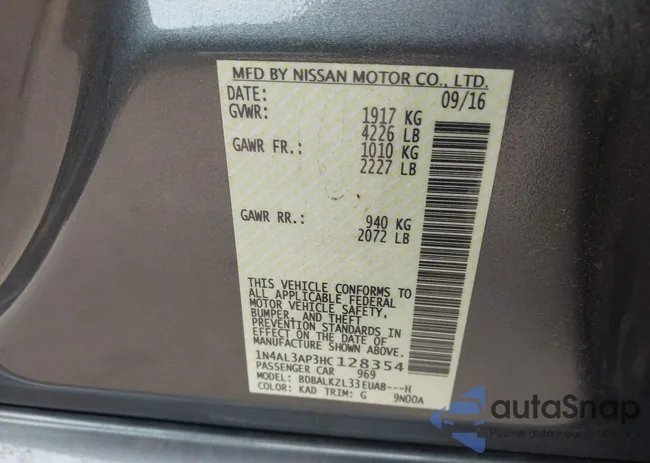 MFD BY NISSAN MOTOR CO., LTD.
DATE: 09/16
GVWR: 1917 KG
4226 LB
GAWR FR.: 1010 KG
2227 LB
GAWR RR.: 940 KG
2072 LB
THIS VEHICLE CONFORMS TO
ALL APPLICABLE FEDERAL
MOTOR VEHICLE SAFETY,
BUMPER, AND THEFT
PREVENTION STANDARDS IN
EFFECT ON THE DATE OF
MANUFACTURE SHOWN ABOVE.
1N4AL3AP3HC128354
PASSENGER CAR 969
MODEL: BDBALK2L33EUAB---H
COLOR: KAD TRIM: G 9N00A
autoSnap